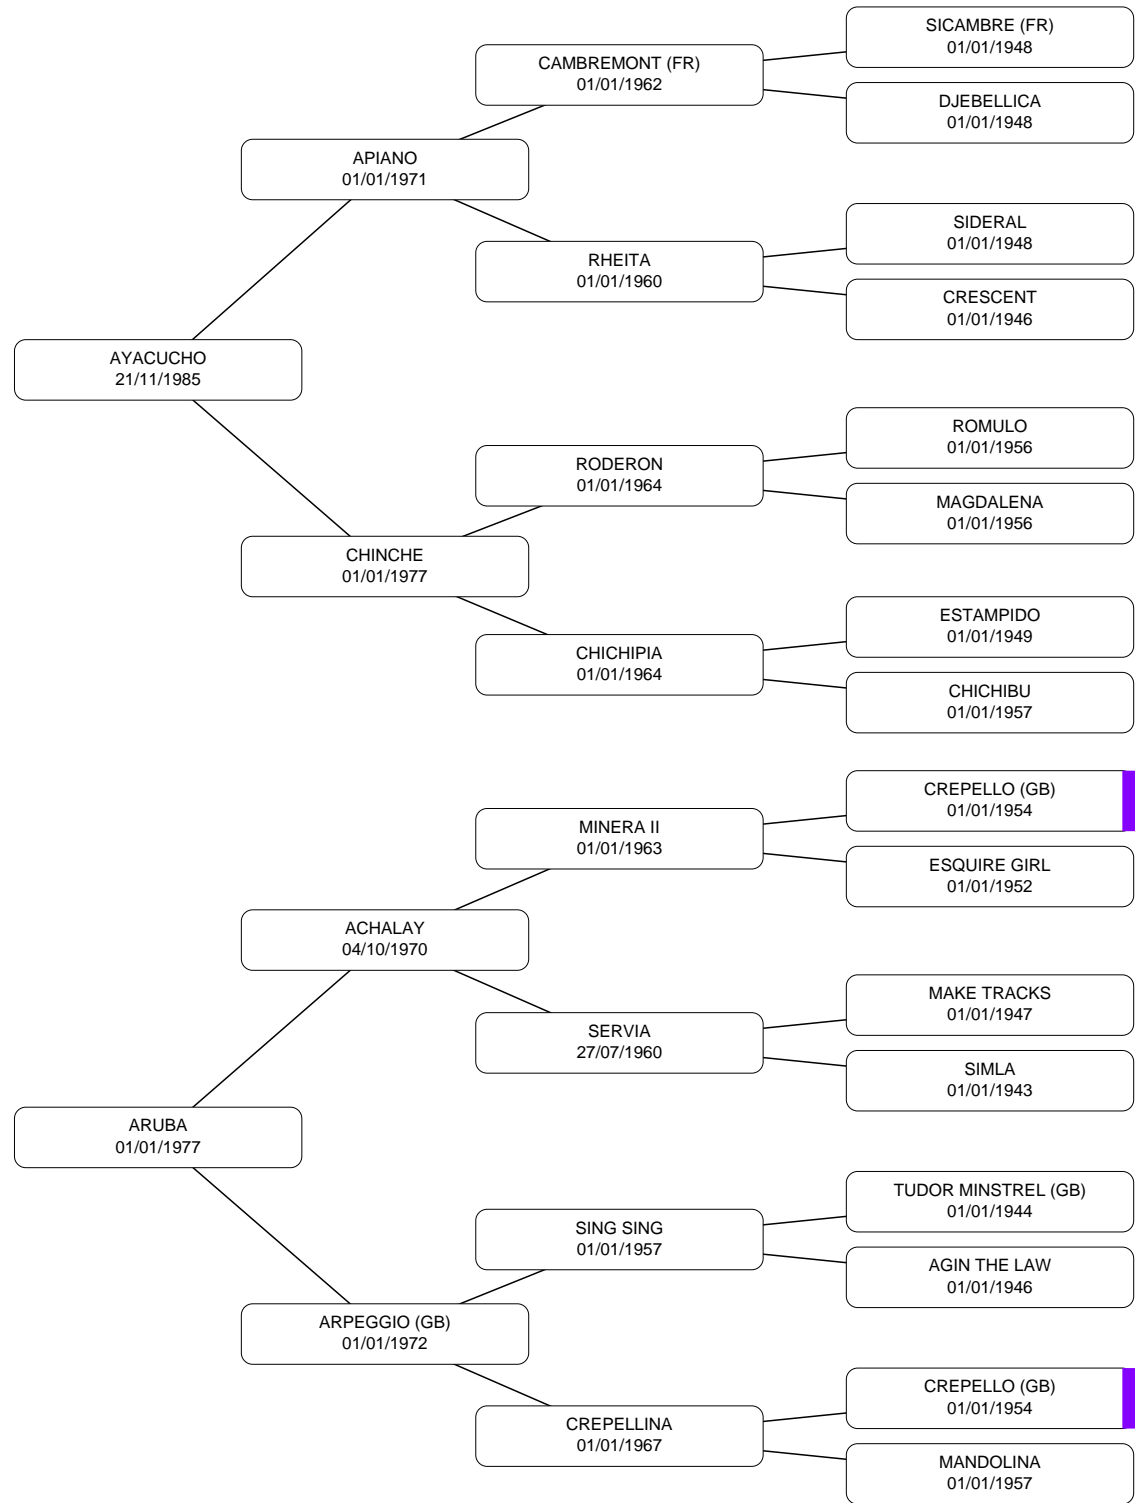 SICAMBRE (FR)
01/01/1948
CAMBREMONT (FR)
01/01/1962
DJEBELLICA
01/01/1948
APIANO
01/01/1971
SIDERAL
01/01/1948
RHEITA
01/01/1960
CRESCENT
01/01/1946
AYACUCHO
21/11/1985
ROMULO
01/01/1956
RODERON
01/01/1964
MAGDALENA
01/01/1956
CHINCHE
01/01/1977
ESTAMPIDO
01/01/1949
CHICHIPIA
01/01/1964
CHICHIBU
01/01/1957
CREPELLO (GB)
01/01/1954
MINERA II
01/01/1963
ESQUIRE GIRL
01/01/1952
ACHALAY
04/10/1970
MAKE TRACKS
01/01/1947
SERVIA
27/07/1960
SIMLA
01/01/1943
ARUBA
01/01/1977
TUDOR MINSTREL (GB)
01/01/1944
SING SING
01/01/1957
AGIN THE LAW
01/01/1946
ARPEGGIO (GB)
01/01/1972
CREPELLO (GB)
01/01/1954
CREPELLINA
01/01/1967
MANDOLINA
01/01/1957